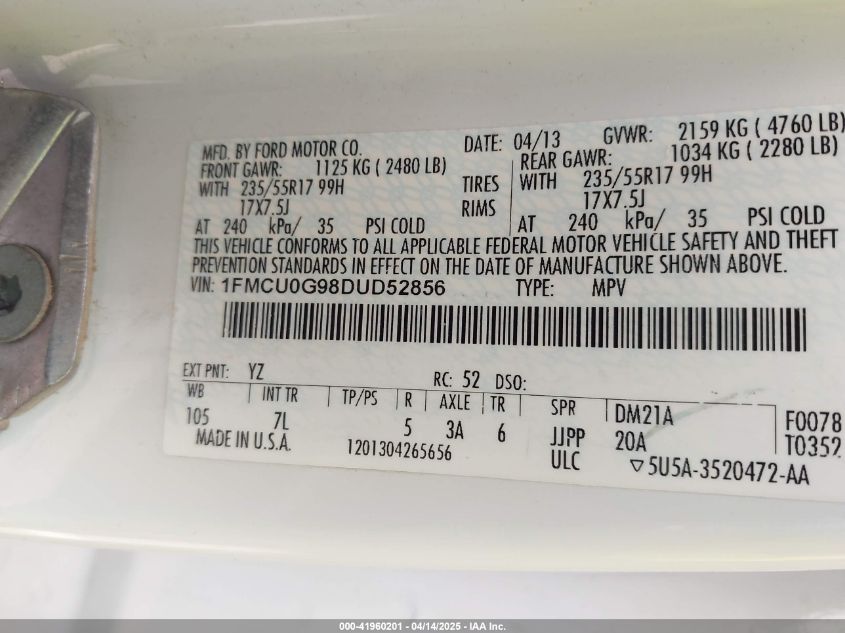 MFD. BY FORD MOTOR CO. DATE: 04/13 GVWR: 2159 KG ( 4760 LB)
FRONT GAWR: 1125 KG ( 2480 LB) REAR GAWR: 1034 KG ( 2280 LB)
WITH 235/55R17 99H TIRES WITH 235/55R17 99H
17X7.5J RIMS 17X7.5J
AT 240 kPa/ 35 PSI COLD AT 240 kPa/ 35 PSI COLD
THIS VEHICLE CONFORMS TO ALL APPLICABLE FEDERAL MOTOR VEHICLE SAFETY AND THEFT
PREVENTION STANDARDS IN EFFECT ON THE DATE OF MANUFACTURE SHOWN ABOVE.
VIN: 1FMCU0G98DUD52856 TYPE: MPV
EXT PNT: YZ RC: 52 DSO:
WB INT TR TP/PS R AXLE TR SPR DM21A F0078
105 7L 5 3A 6 JJPP 20A T0352
MADE IN U.S.A. 1201304265656 ULC ▽5U5A-3520472-AA
000-41960201 - 04/14/2025 - IAA Inc.